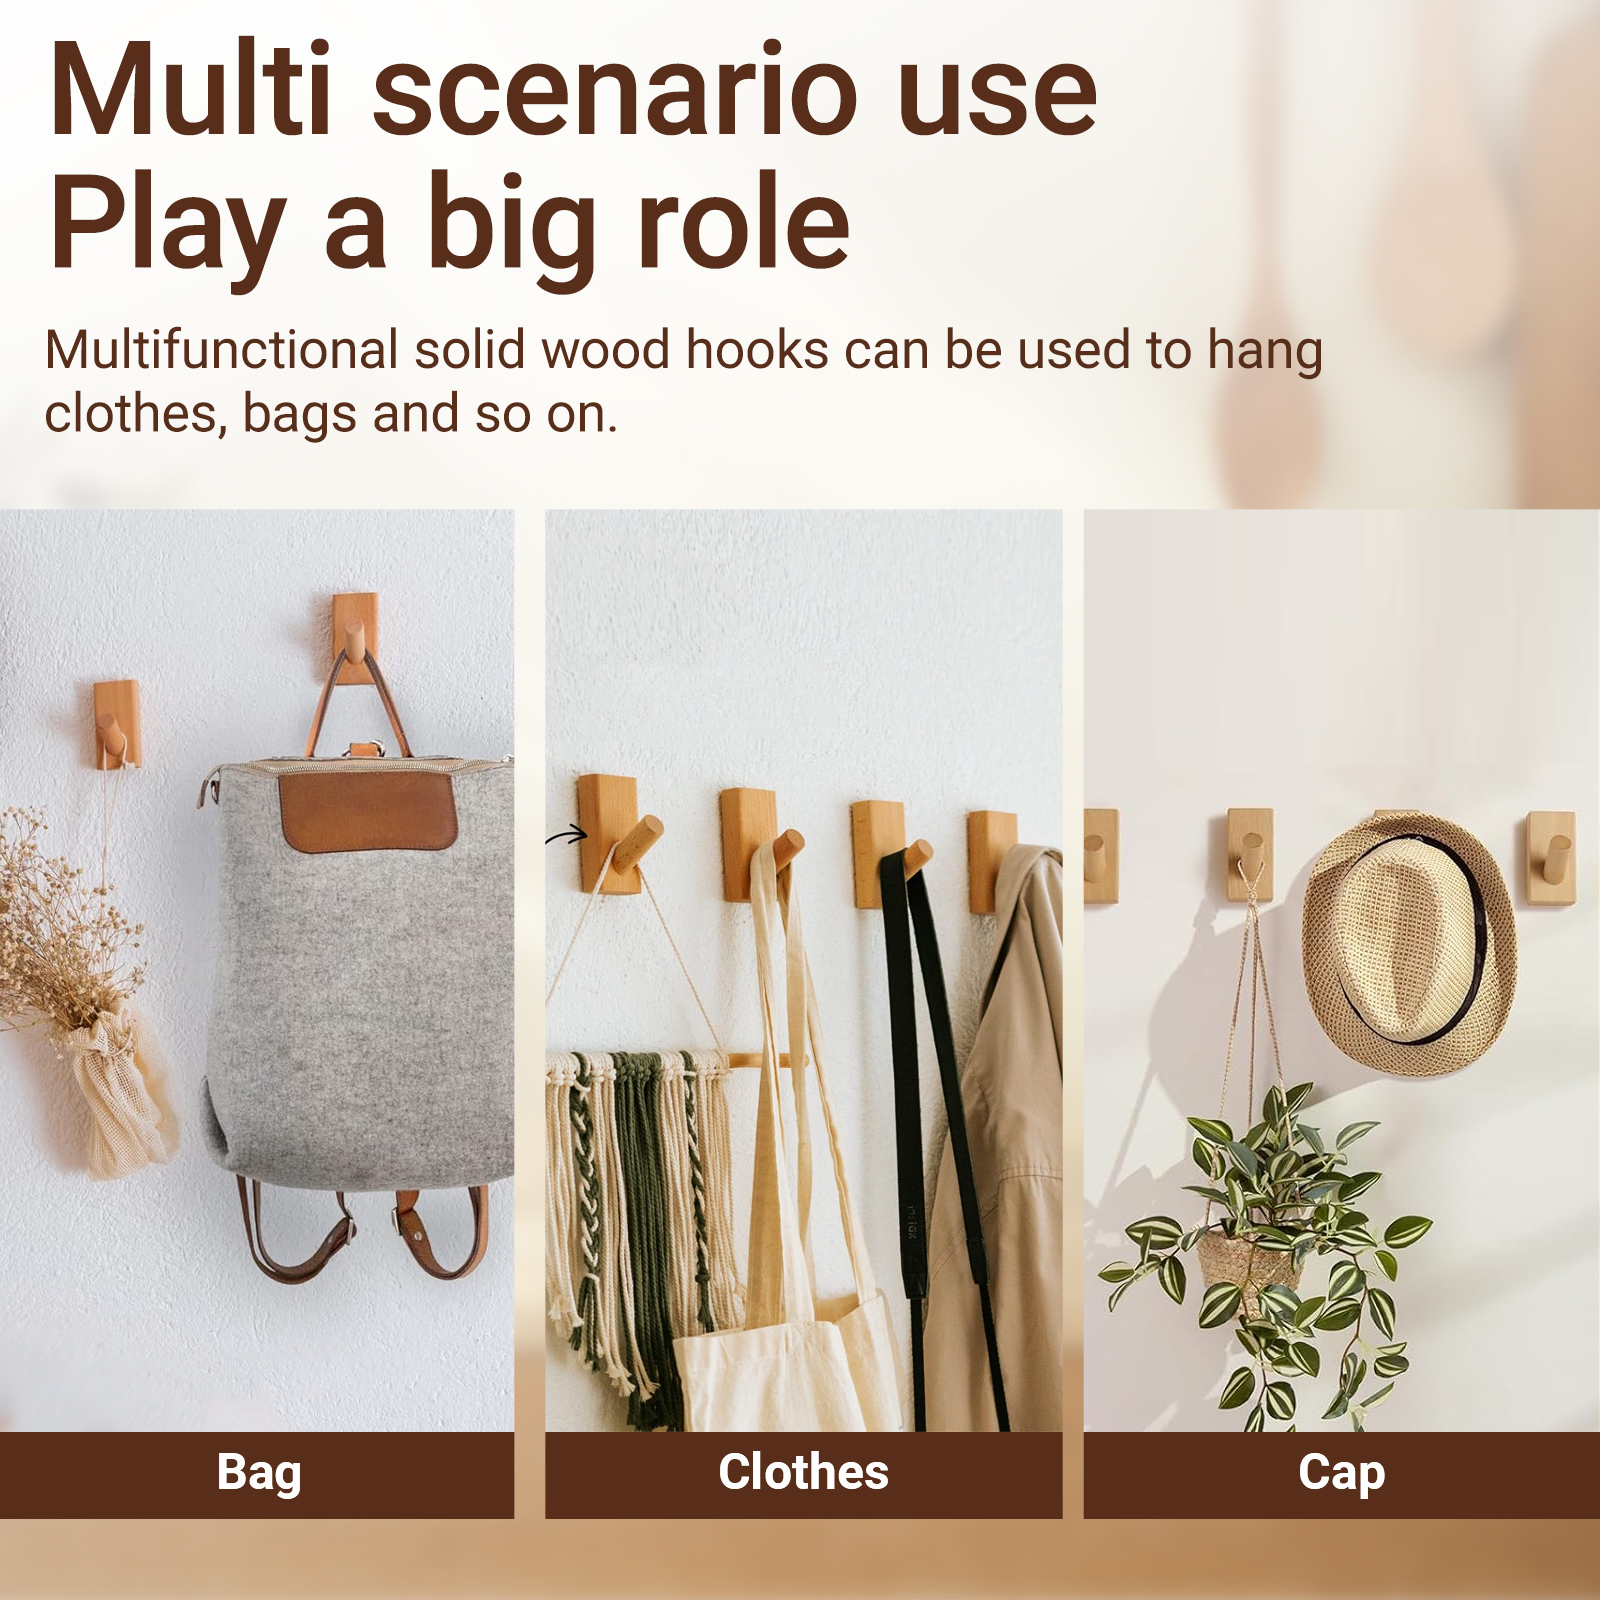 Multi scenario use
Play a big role
Multifunctional solid wood hooks can be used to hang
clothes, bags and so on.
Bag
Clothes
Cap